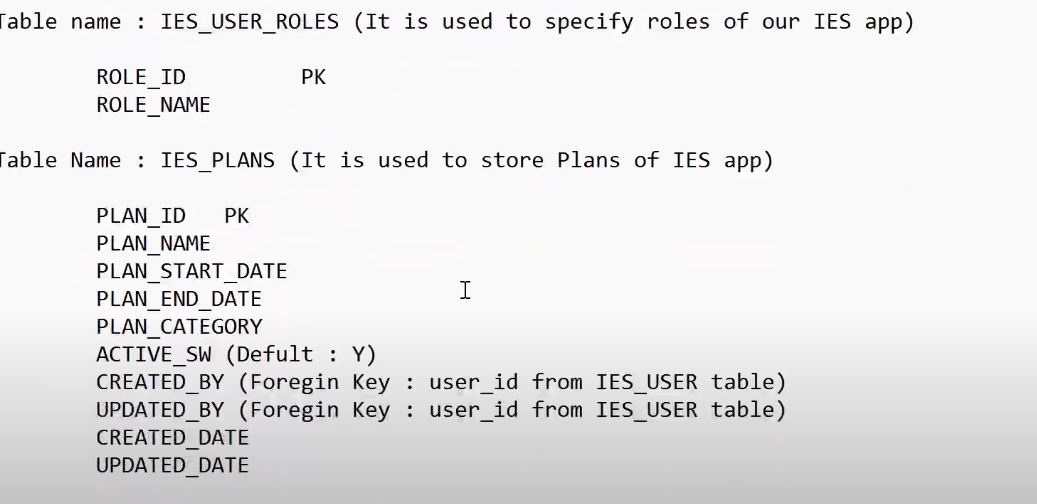 Table name : IES_USER_ROLES (It is used to specify roles of our IES app)
ROLE_ID PK
ROLE_NAME
Table Name : IES_PLANS (It is used to store Plans of IES app)
PLAN_ID PK
PLAN_NAME
PLAN_START_DATE
PLAN_END_DATE
PLAN_CATEGORY
ACTIVE_SW (Defult : Y)
CREATED_BY (Foregin Key : user_id from IES_USER table)
UPDATED_BY (Foregin Key : user_id from IES_USER table)
CREATED_DATE
UPDATED_DATE